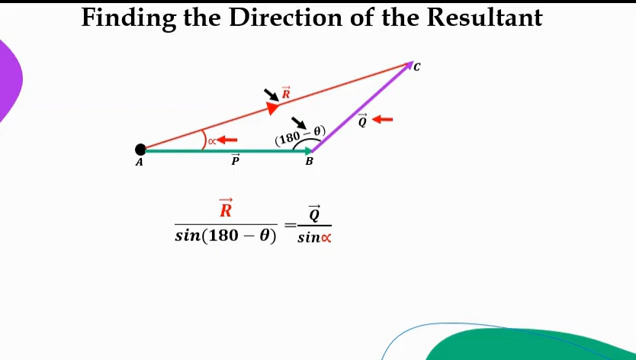 Finding the Direction of the Resultant
C
R⃗
Q⃗
(180 − θ)
∝
A
P⃗
B
R⃗ / sin(180 − θ) = Q⃗ / sin∝